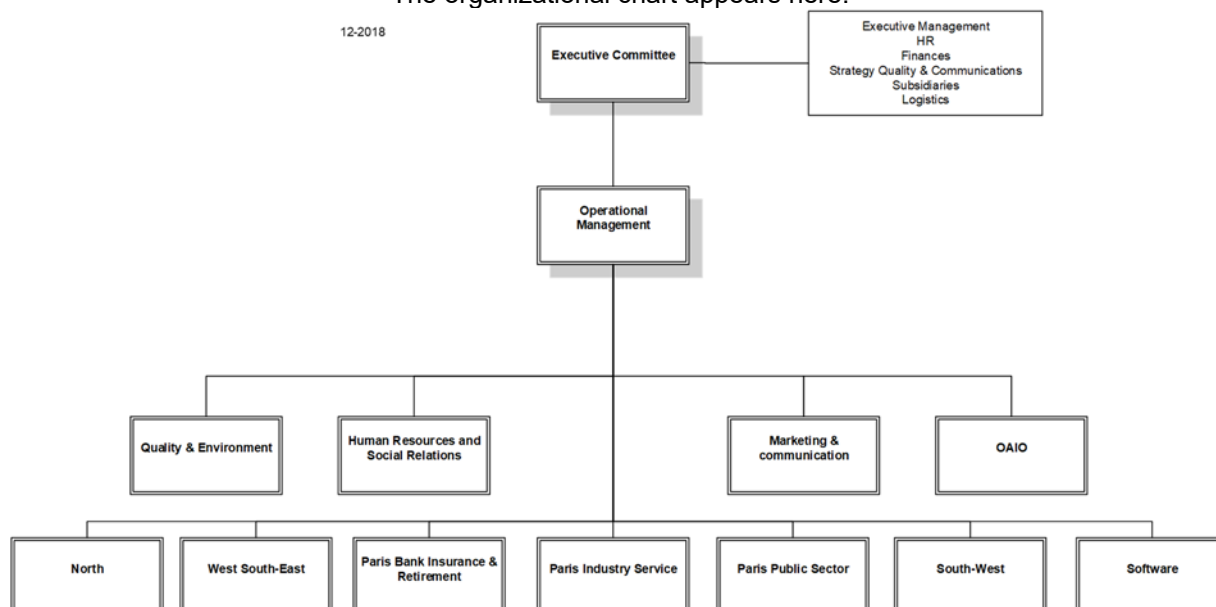 The organizational chart appears here.
12-2018
Executive Committee
Executive Management
HR
Finances
Strategy Quality & Communications
Subsidiaries
Logistics
Operational
Management
Quality & Environment
Human Resources and
Social Relations
Marketing &
communication
OAIO
North
West South-East
Paris Bank Insurance &
Retirement
Paris Industry Service
Paris Public Sector
South-West
Software